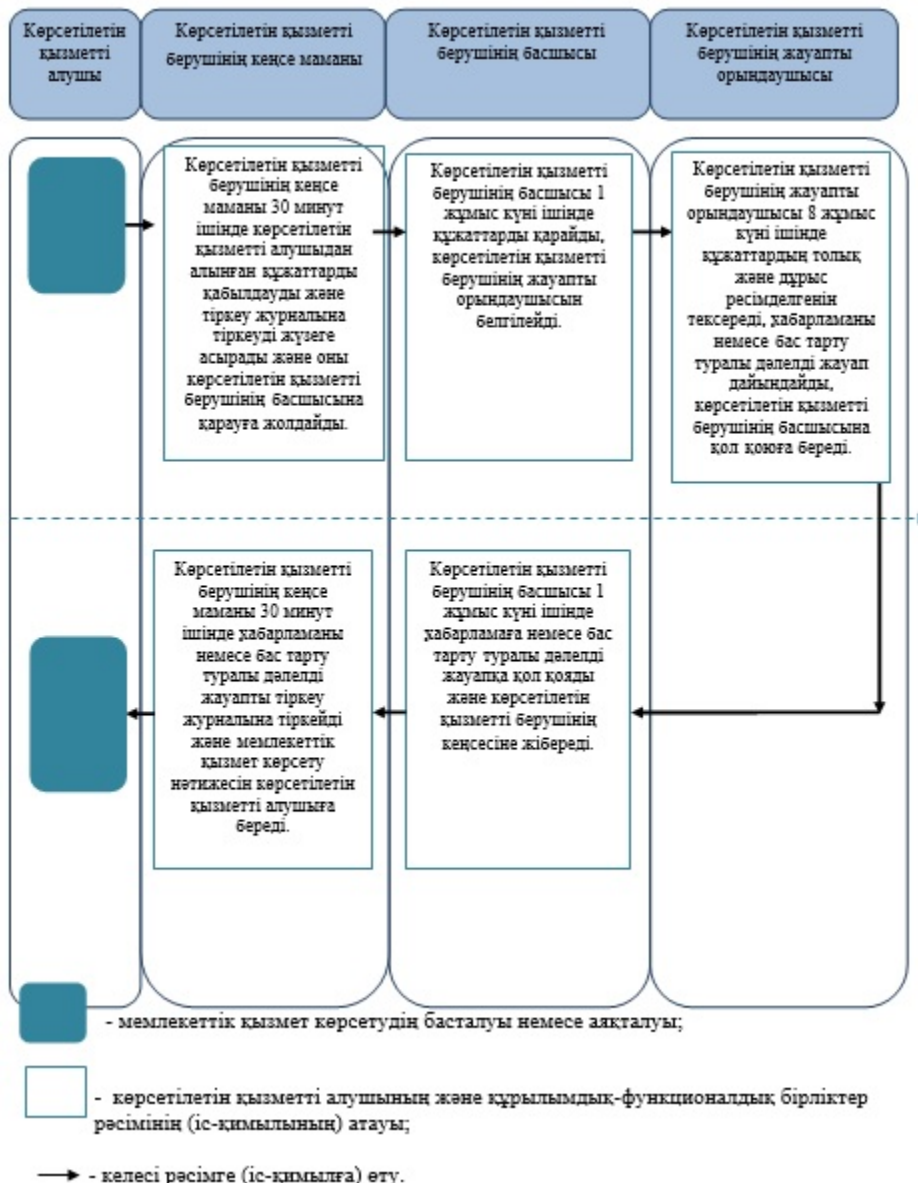 Көрсетілетін
қызметті
алушы
Көрсетілетін қызметті
берушінің кеңсе маманы
Көрсетілетін қызметті
берушінің басшысы
Көрсетілетін қызметті
берушінің жауапты
орындаушысы
Көрсетілетін қызметті
берушінің кеңсе
маманы 30 минут
ішінде көрсетілетін
қызметті алушыдан
алынған құжаттарды
қабылдауды және
тіркеу журналына
тіркеуді жүзеге
асырады және оны
көрсетілетін қызметті
берушінің басшысына
қарауға жолдайды.
Көрсетілетін қызметті
берушінің басшысы 1
жұмыс күні ішінде
құжаттарды қарайды,
көрсетілетін қызметті
берушінің жауапты
орындаушысын
белгілейді.
Көрсетілетін қызметті
берушінің жауапты
орындаушысы 8 жұмыс
күні ішінде
құжаттардың толық
және дұрыс
ресімделгенін
тексереді, хабарламаны
немесе бас тарту
туралы дәлелді жауап
дайындайды,
көрсетілетін қызметті
берушінің басшысына
қол қоюға береді.
Көрсетілетін қызметті
берушінің кеңсе
маманы 30 минут
ішінде хабарламаны
немесе бас тарту
туралы дәлелді
жауапты тіркеу
журналына тіркейді
және мемлекеттік
қызмет көрсету
нәтижесін көрсетілетін
қызметті алушыға
береді.
Көрсетілетін қызметті
берушінің басшысы 1
жұмыс күні ішінде
хабарламаға немесе бас
тарту туралы дәлелді
жауапқа қол қояды
және көрсетілетін
қызметті берушінің
кеңсесіне жібереді.
- мемлекеттік қызмет көрсетудің басталуы немесе аяқталуы;
- көрсетілетін қызметті алушының және құрылымдық-функционалдық бірліктер
рәсімінің (іс-қимылының) атауы;
- келесі рәсімге (іс-қимылға) өту.